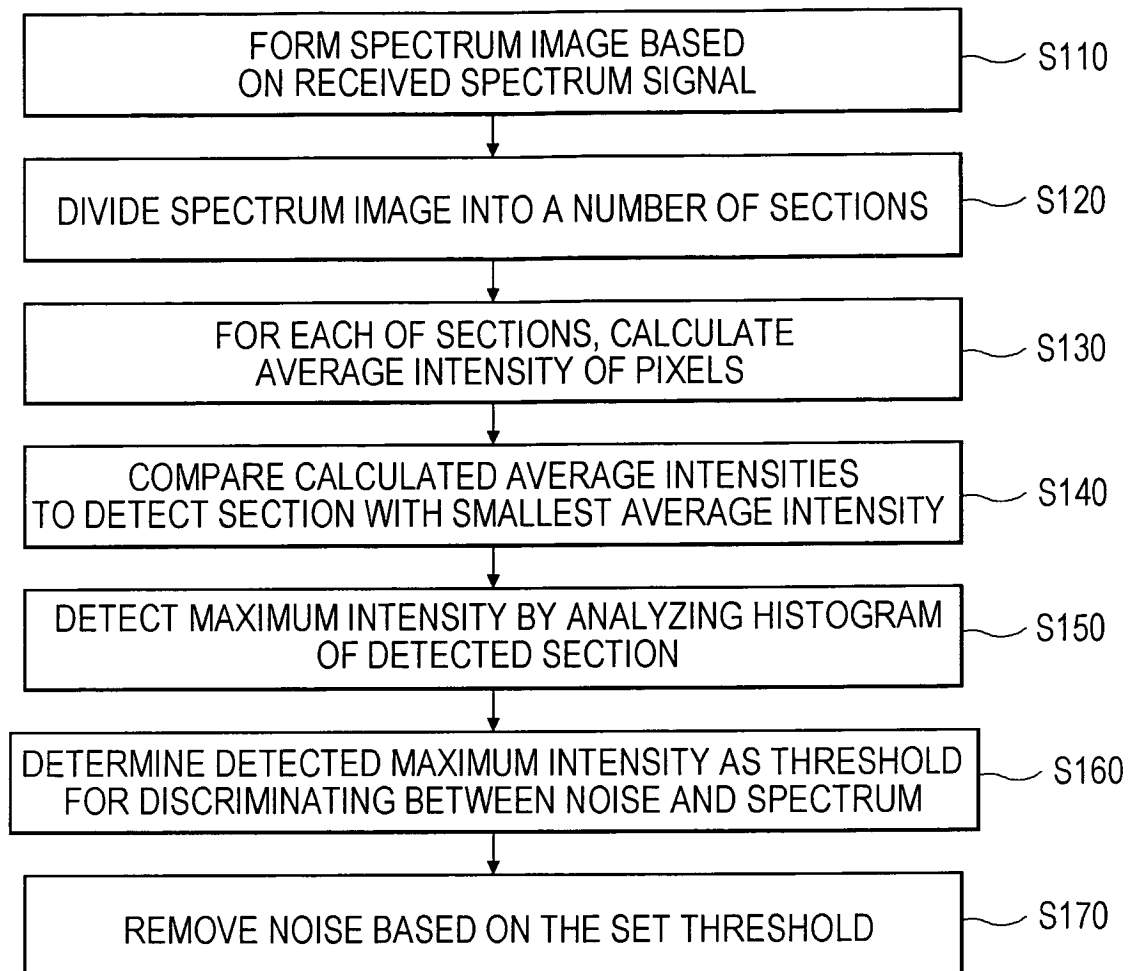 FORM SPECTRUM IMAGE BASED
ON RECEIVED SPECTRUM SIGNAL
S110
DIVIDE SPECTRUM IMAGE INTO A NUMBER OF SECTIONS
S120
FOR EACH OF SECTIONS, CALCULATE
AVERAGE INTENSITY OF PIXELS
S130
COMPARE CALCULATED AVERAGE INTENSITIES
TO DETECT SECTION WITH SMALLEST AVERAGE INTENSITY
S140
DETECT MAXIMUM INTENSITY BY ANALYZING HISTOGRAM
OF DETECTED SECTION
S150
DETERMINE DETECTED MAXIMUM INTENSITY AS THRESHOLD
FOR DISCRIMINATING BETWEEN NOISE AND SPECTRUM
S160
REMOVE NOISE BASED ON THE SET THRESHOLD
S170